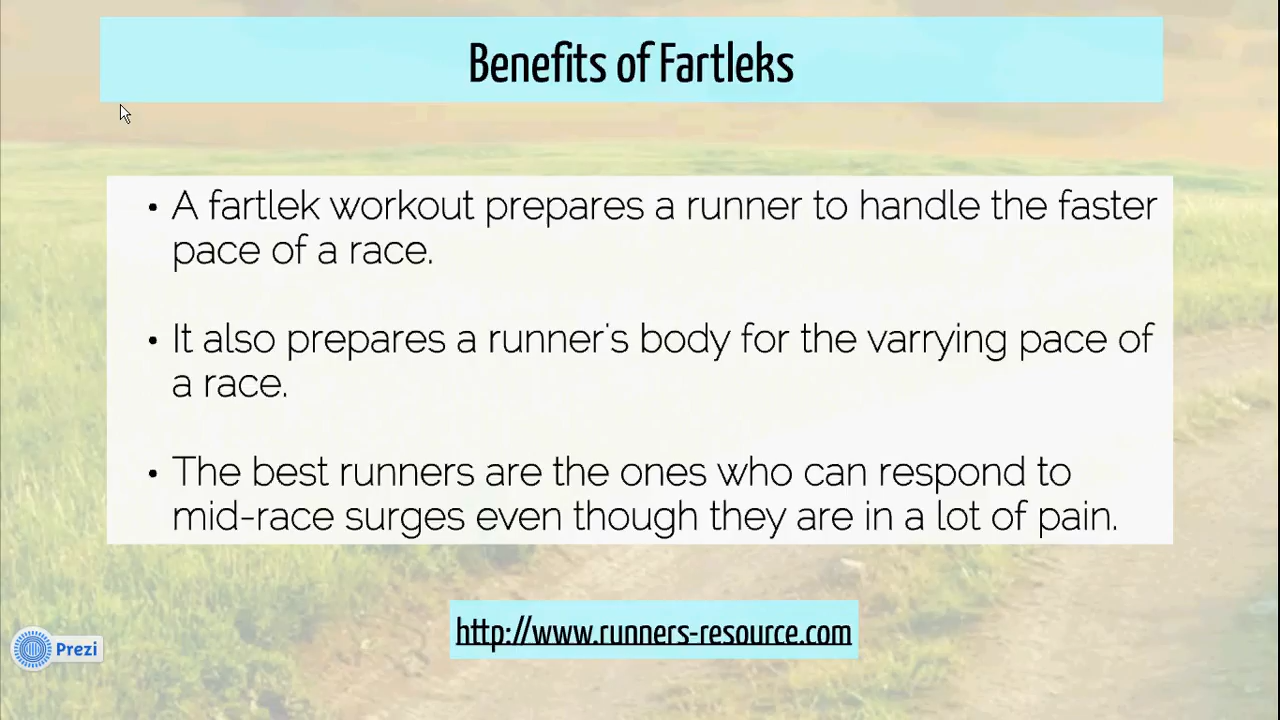 Benefits of Fartleks
• A fartlek workout prepares a runner to handle the faster
pace of a race.
• It also prepares a runner's body for the varrying pace of
a race.
• The best runners are the ones who can respond to
mid-race surges even though they are in a lot of pain.
http://www.runners-resource.com
Prezi